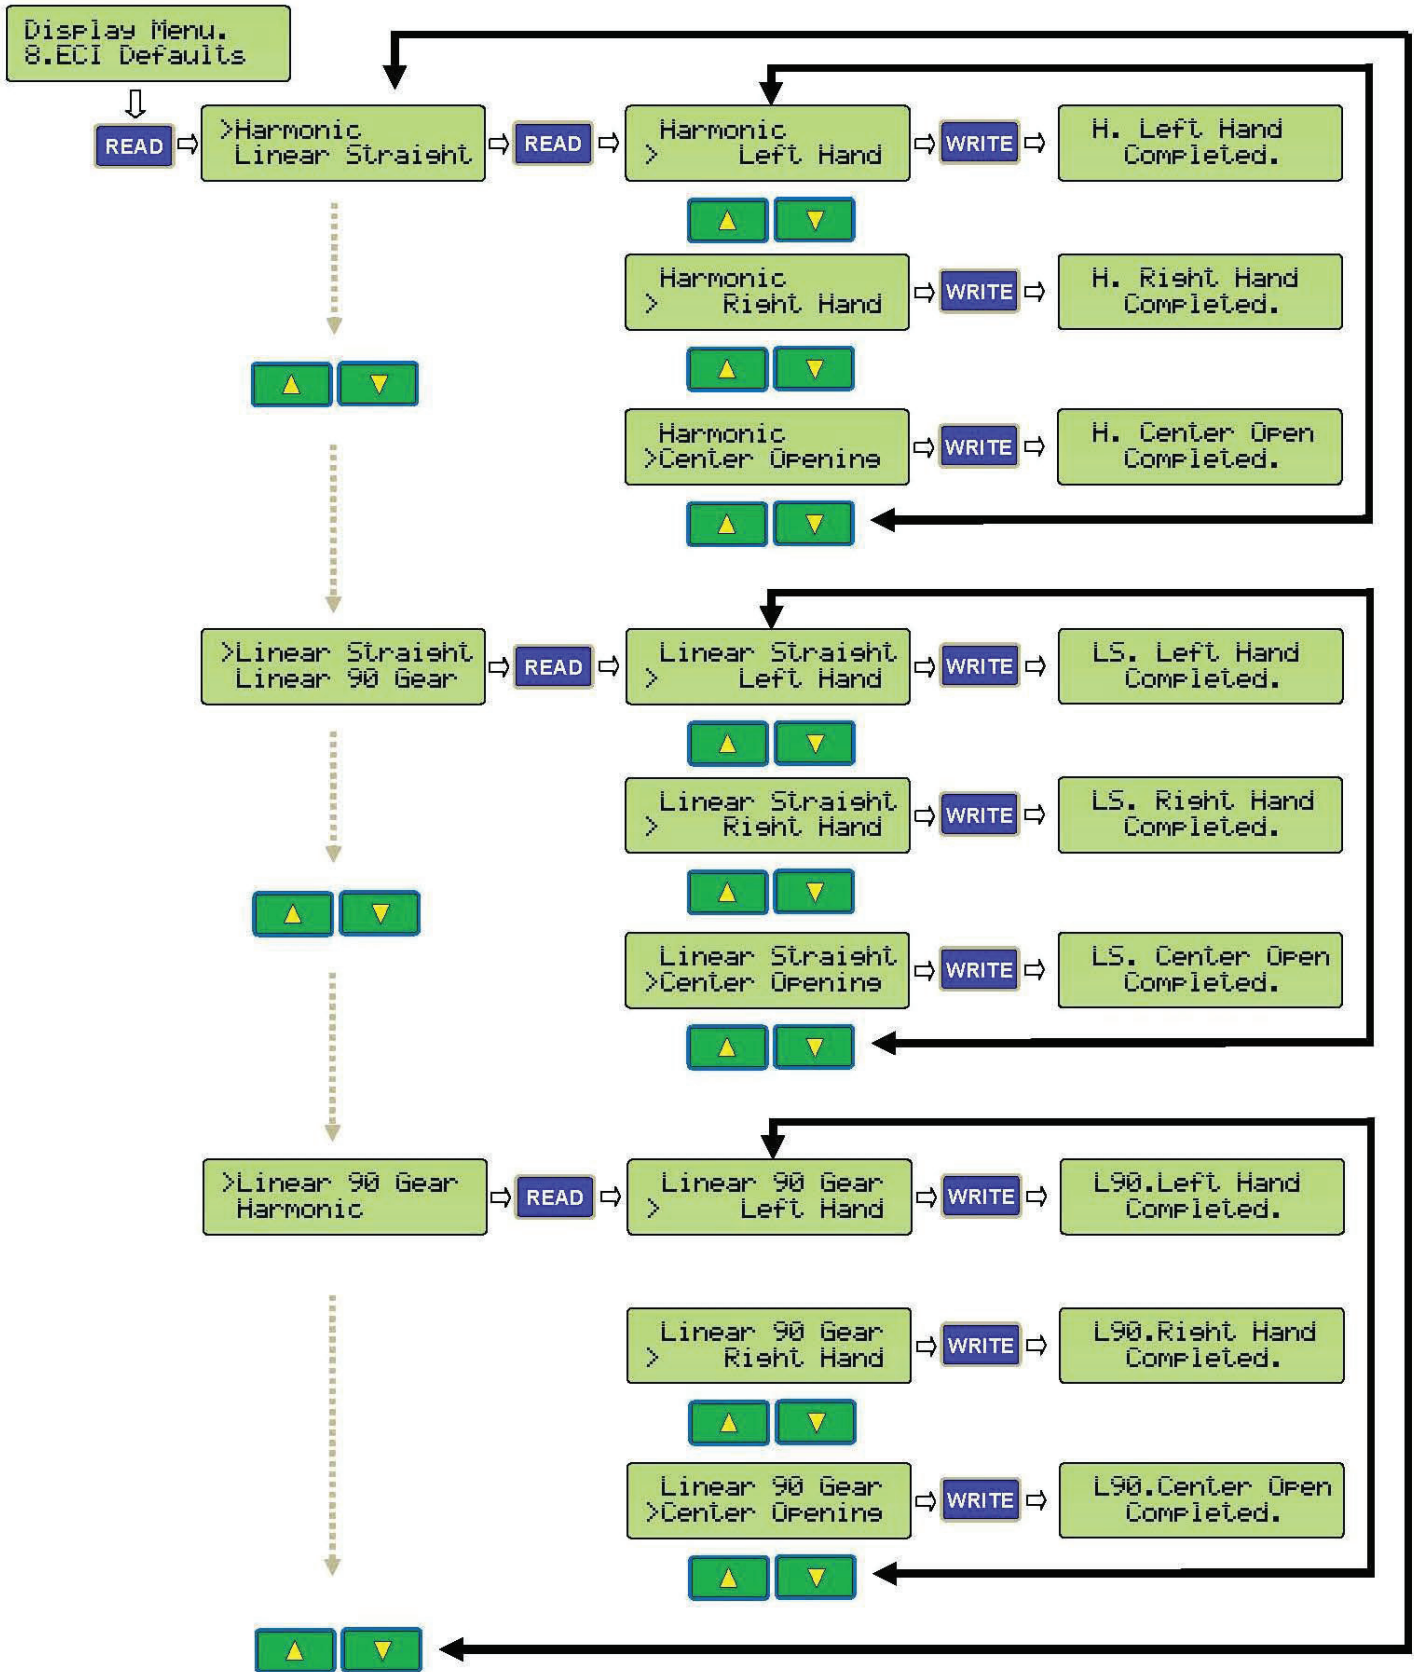 Display Menu.
8.ECI Defaults
READ
>Harmonic
Linear Straight
READ
Harmonic
> Left Hand
WRITE
H. Left Hand
Completed.
Harmonic
> Right Hand
WRITE
H. Right Hand
Completed.
Harmonic
>Center Opening
WRITE
H. Center Open
Completed.
>Linear Straight
Linear 90 Gear
READ
Linear Straight
> Left Hand
WRITE
LS. Left Hand
Completed.
Linear Straight
> Right Hand
WRITE
LS. Right Hand
Completed.
Linear Straight
>Center Opening
WRITE
LS. Center Open
Completed.
>Linear 90 Gear
Harmonic
READ
Linear 90 Gear
> Left Hand
WRITE
L90.Left Hand
Completed.
Linear 90 Gear
> Right Hand
WRITE
L90.Right Hand
Completed.
Linear 90 Gear
>Center Opening
WRITE
L90.Center Open
Completed.